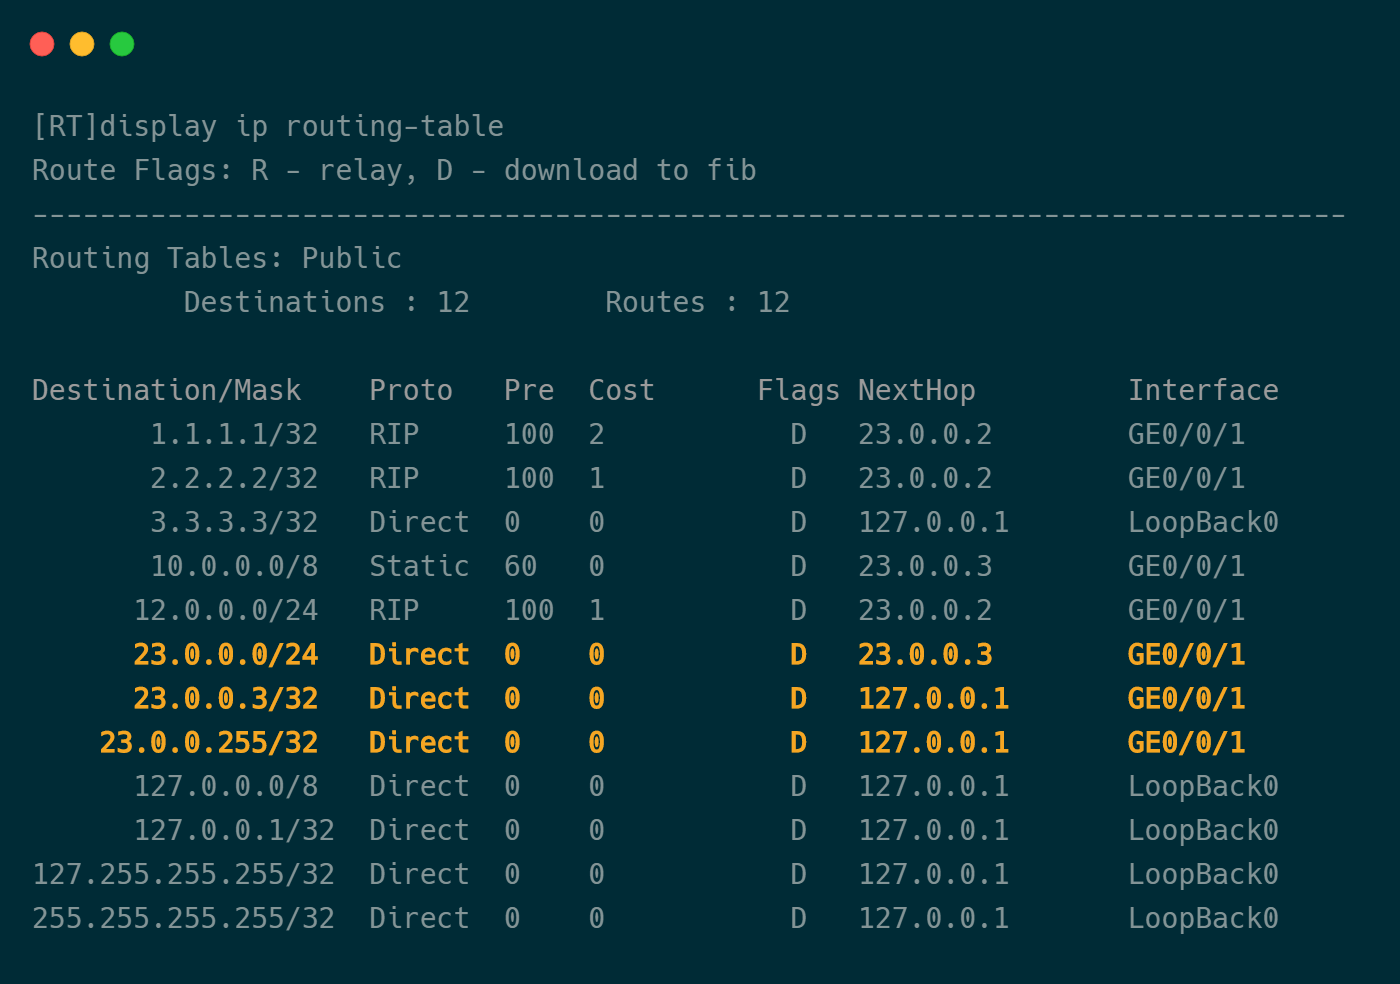 [RT]display ip routing-table
Route Flags: R - relay, D - download to fib
------------------------------------------------------------------------------
Routing Tables: Public
         Destinations : 12        Routes : 12

Destination/Mask    Proto   Pre  Cost      Flags NextHop         Interface
       1.1.1.1/32   RIP     100  2           D   23.0.0.2        GE0/0/1
       2.2.2.2/32   RIP     100  1           D   23.0.0.2        GE0/0/1
       3.3.3.3/32   Direct  0    0           D   127.0.0.1       LoopBack0
       10.0.0.0/8   Static  60   0           D   23.0.0.3        GE0/0/1
      12.0.0.0/24   RIP     100  1           D   23.0.0.2        GE0/0/1
      23.0.0.0/24   Direct  0    0           D   23.0.0.3        GE0/0/1
      23.0.0.3/32   Direct  0    0           D   127.0.0.1       GE0/0/1
    23.0.0.255/32   Direct  0    0           D   127.0.0.1       GE0/0/1
      127.0.0.0/8   Direct  0    0           D   127.0.0.1       LoopBack0
      127.0.0.1/32  Direct  0    0           D   127.0.0.1       LoopBack0
127.255.255.255/32  Direct  0    0           D   127.0.0.1       LoopBack0
255.255.255.255/32  Direct  0    0           D   127.0.0.1       LoopBack0